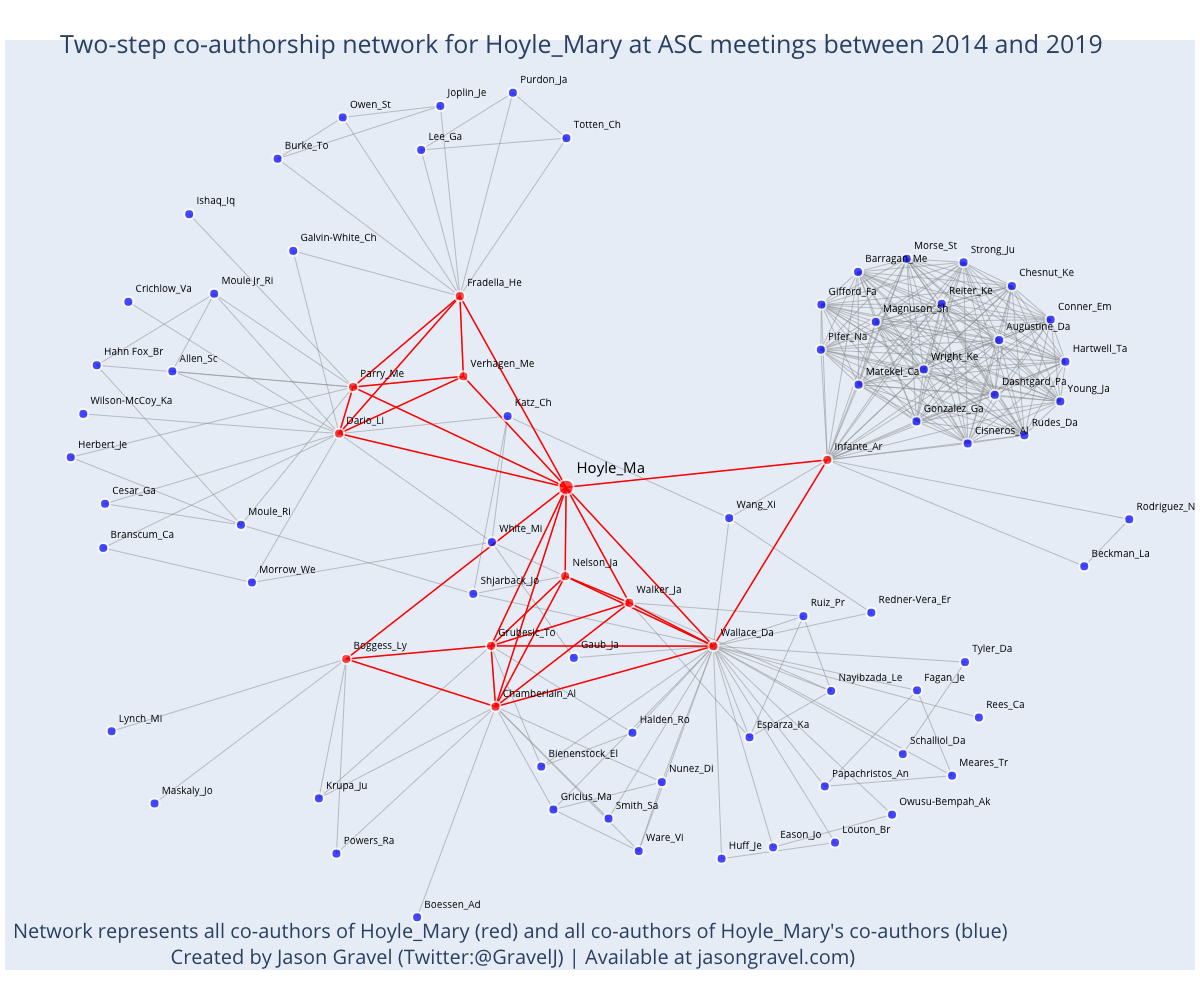 Two-step co-authorship network for Hoyle_Mary at ASC meetings between 2014 and 2019
Purdon_Ja
Joplin_Je
Owen_St
Totten_Ch
Lee_Ga
Burke_To
Ishaq_Iq
Galvin-White_Ch
Morse_St
Strong_Ju
Barragan_Me
Chesnut_Ke
Fradella_He
Moule Jr_Ri
Crichlow_Va
Gifford_Fa
Reiter_Ke
Magnuson_Sh
Conner_Em
Augustine_Da
Pifer_Na
Hartwell_Ta
Hahn Fox_Br
Allen_Sc
Wright_Ke
Verhagen_Me
Parry_Me
Matekel_Ca
Dashtgard_Pa
Young_Ja
Wilson-McCoy_Ka
Katz_Ch
Gonzalez_Ga
Rudes_Da
Dario_Li
Cisneros_Al
Herbert_Je
Infante_Ar
Hoyle_Ma
Cesar_Ga
Wang_Xi
Rodriguez_N
Moule_Ri
Branscum_Ca
White_Mi
Beckman_La
Nelson_Ja
Morrow_We
Shjarback_Jo
Walker_Ja
Ruiz_Pr
Redner-Vera_Er
Grubesic_To
Wallace_Da
Boggess_Ly
Gaub_Ja
Tyler_Da
Nayibzada_Le
Fagan_Je
Chamberlain_Al
Rees_Ca
Lynch_Mi
Halden_Ro
Esparza_Ka
Schalliol_Da
Bienenstock_El
Meares_Tr
Nunez_Di
Papachristos_An
Maskaly_Jo
Krupa_Ju
Gricius_Ma
Smith_Sa
Owusu-Bempah_Ak
Powers_Ra
Ware_Vi
Huff_Je
Eason_Jo
Louton_Br
Boessen_Ad
Network represents all co-authors of Hoyle_Mary (red) and all co-authors of Hoyle_Mary's co-authors (blue)
Created by Jason Gravel (Twitter:@GravelJ) | Available at jasongravel.com)